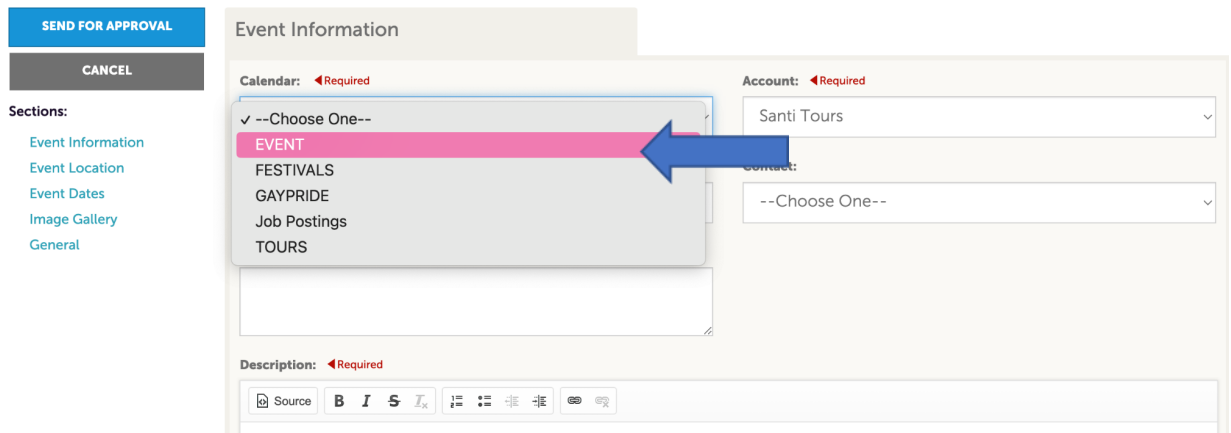 SEND FOR APPROVAL
CANCEL
Sections:
Event Information
Event Location
Event Dates
Image Gallery
General
Event Information
Calendar: Required
--Choose One--
EVENT
FESTIVALS
GAYPRIDE
Job Postings
TOURS
Account: Required
Santi Tours
Contact:
--Choose One--
Description: Required
Source B I S Ix